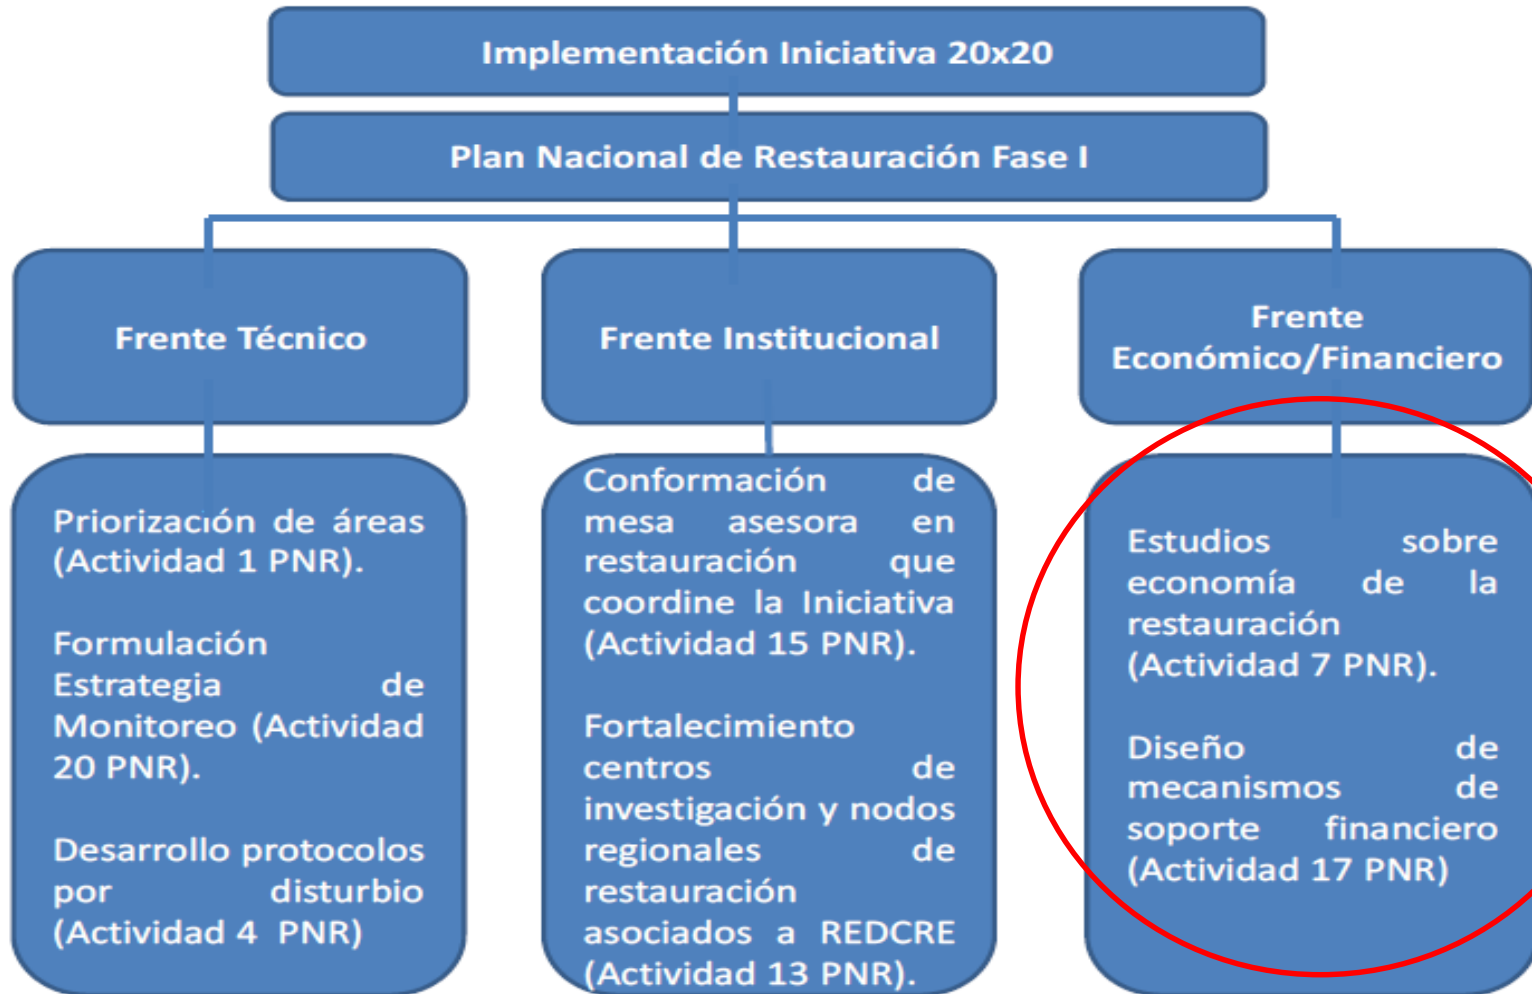 Implementación Iniciativa 20x20
Plan Nacional de Restauración Fase I
Frente Técnico
Frente Institucional
Frente
Económico/Financiero
Priorización de áreas
(Actividad 1 PNR).
Formulación
Estrategia de
Monitoreo (Actividad
20 PNR).
Desarrollo protocolos
por disturbio
(Actividad 4 PNR)
Conformación de
mesa asesora en
restauración que
coordine la Iniciativa
(Actividad 15 PNR).
Fortalecimiento
centros de
investigación y nodos
regionales de
restauración
asociados a REDCRE
(Actividad 13 PNR).
Estudios sobre
economía de la
restauración
(Actividad 7 PNR).
Diseño de
mecanismos de
soporte financiero
(Actividad 17 PNR)